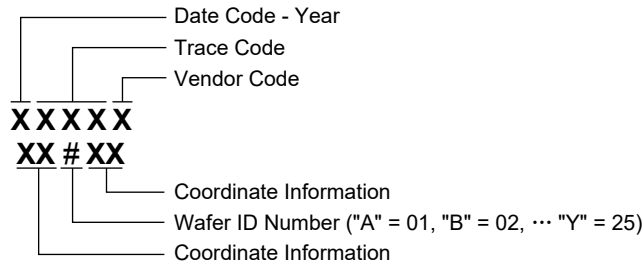 Date Code - Year
Trace Code
Vendor Code
X X X X X
XX # XX
Coordinate Information
Wafer ID Number ("A" = 01, "B" = 02, ⋯ "Y" = 25)
Coordinate Information